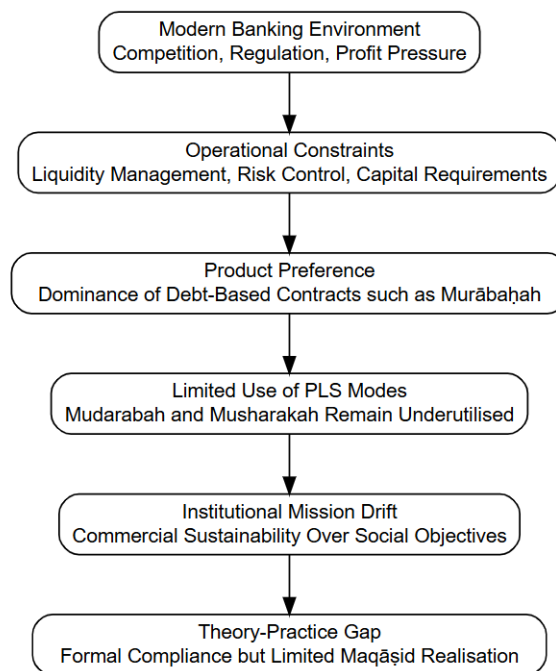 Modern Banking Environment
Competition, Regulation, Profit Pressure
Operational Constraints
Liquidity Management, Risk Control, Capital Requirements
Product Preference
Dominance of Debt-Based Contracts such as Murābaḥah
Limited Use of PLS Modes
Mudarabah and Musharakah Remain Underutilised
Institutional Mission Drift
Commercial Sustainability Over Social Objectives
Theory-Practice Gap
Formal Compliance but Limited Maqāṣid Realisation